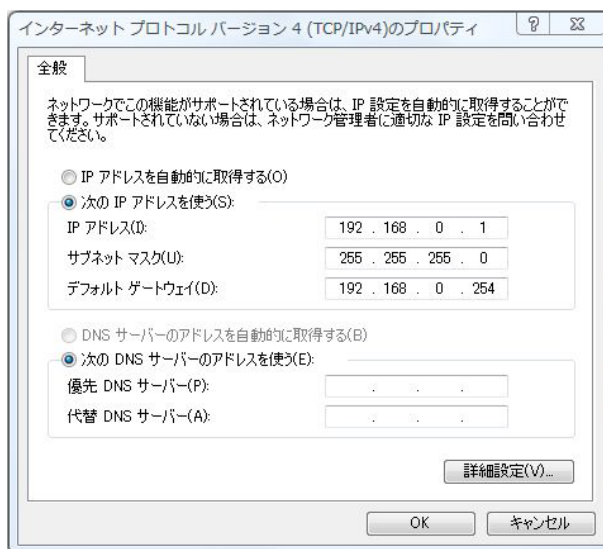 インターネット プロトコル バージョン 4 (TCP/IPv4)のプロパティ
全般
ネットワークでこの機能がサポートされている場合は、IP 設定を自動的に取得することがで
きます。サポートされていない場合は、ネットワーク管理者に適切な IP 設定を問い合わせ
てください。
IP アドレスを自動的に取得する(O)
次の IP アドレスを使う(S):
IP アドレス(I): 192 . 168 . 0 . 1
サブネット マスク(U): 255 . 255 . 255 . 0
デフォルト ゲートウェイ(D): 192 . 168 . 0 . 254
DNS サーバーのアドレスを自動的に取得する(B)
次の DNS サーバーのアドレスを使う(E):
優先 DNS サーバー(P): . . .
代替 DNS サーバー(A): . . .
詳細設定(V)...
OK キャンセル